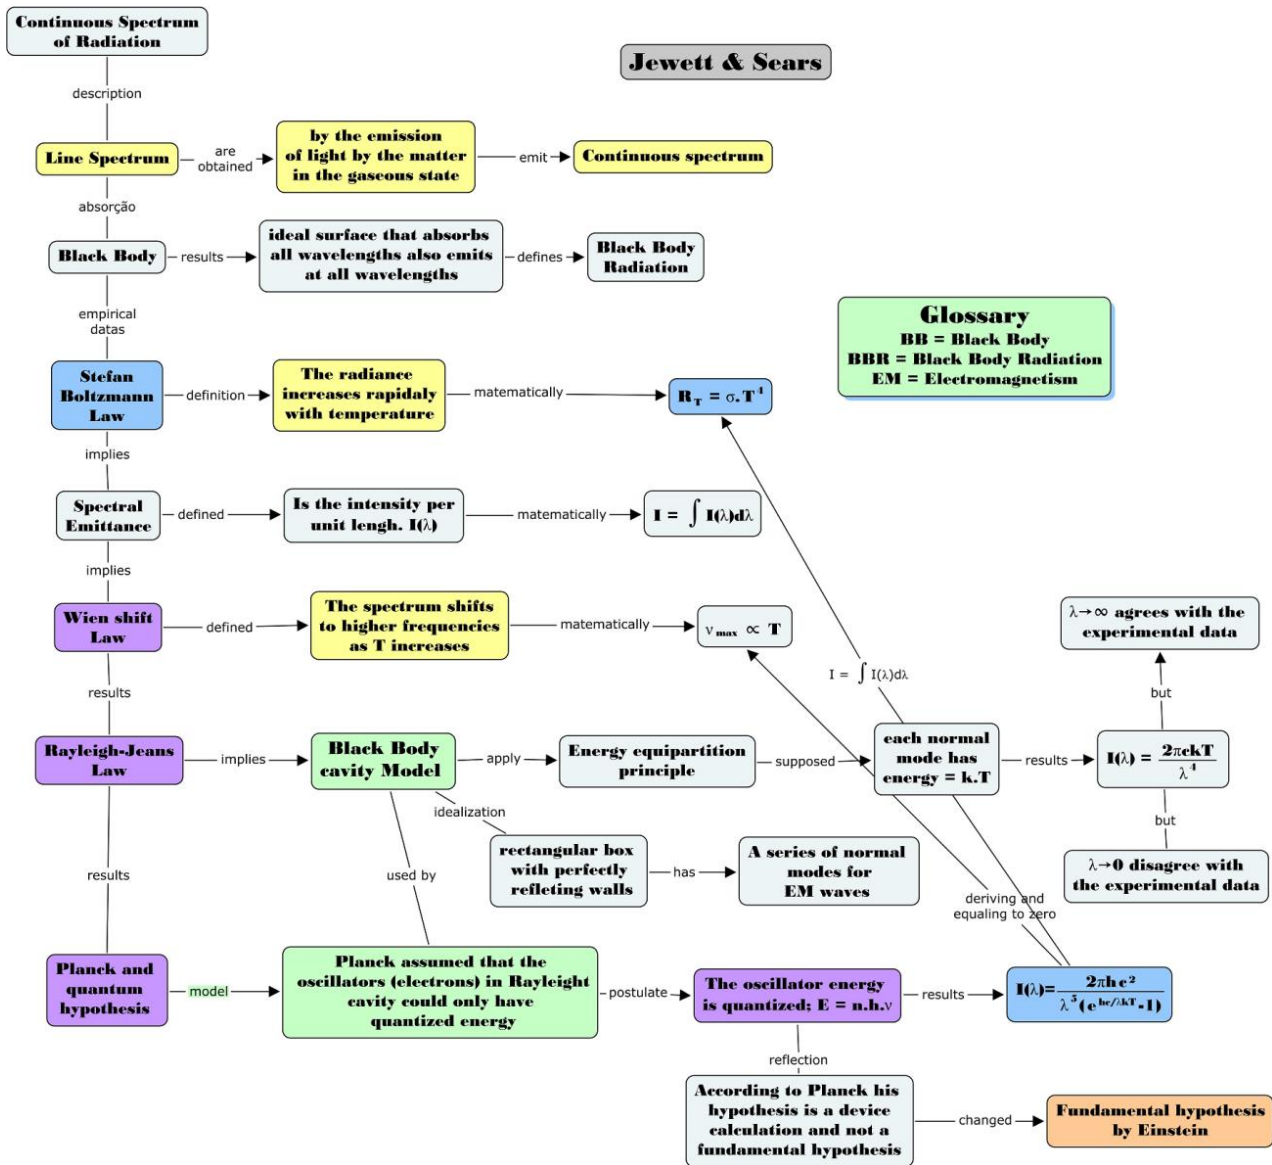 Continuous Spectrum
of Radiation
Jewett & Sears
description
Line Spectrum
are
obtained
by the emission
of light by the matter
in the gaseous state
emit
Continuous spectrum
absorção
Black Body
results
ideal surface that absorbs
all wavelengths also emits
at all wavelengths
defines
Black Body
Radiation
empirical
datas
Glossary
BB = Black Body
BBR = Black Body Radiation
EM = Electromagnetism
Stefan
Boltzmann
Law
definition
The radiance
increases rapidaly
with temperature
matematically
R_T = σ.T⁴
implies
Spectral
Emittance
defined
Is the intensity per
unit lengh. I(λ)
matematically
I = ∫ I(λ)dλ
implies
Wien shift
Law
defined
The spectrum shifts
to higher frequencies
as T increases
matematically
ν_max ∝ T
λ→∞ agrees with the
experimental data
I = ∫ I(λ)dλ
results
but
Rayleigh-Jeans
Law
implies
Black Body
cavity Model
apply
Energy equipartition
principle
supposed
each normal
mode has
energy = k.T
results
I(λ) = 2πckT / λ⁴
idealization
but
rectangular box
with perfectly
refleting walls
has
A series of normal
modes for
EM waves
λ→0 disagree with
the experimental data
results
used by
deriving and
equaling to zero
Planck and
quantum
hypothesis
model
Planck assumed that the
oscillators (electrons) in Rayleight
cavity could only have
quantized energy
postulate
The oscillator energy
is quantized; E = n.h.ν
results
I(λ)= 2πhc² / λ⁵(e^hc/λkT -1)
reflection
According to Planck his
hypothesis is a device
calculation and not a
fundamental hypothesis
changed
Fundamental hypothesis
by Einstein